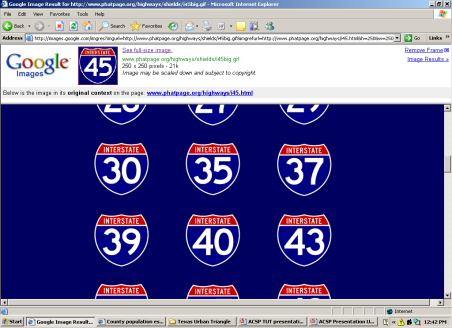 Google Image Result for http://www.phatpage.org/highways/shields/i45big.gif - Microsoft Internet Explorer
File Edit View Favorites Tools Help
Back Search Favorites
Address http://images.google.com/imgres?imgurl=http://www.phatpage.org/highways/shields/i45big.gif&imgrefurl=http://www.phatpage.org/highways/i45.html Go Links »
Google Images
INTERSTATE 45
See full-size image.
www.phatpage.org/highways/shields/i45big.gif
250 x 250 pixels - 21k
Image may be scaled down and subject to copyright.
Remove Frame
Image Results »
Below is the image in its original context on the page: www.phatpage.org/highways/i45.html
27 29
INTERSTATE INTERSTATE INTERSTATE
30 35 37
INTERSTATE INTERSTATE INTERSTATE
39 40 43
INTERSTATE INTERSTATE INTERSTATE
Internet
Start Google Image Result... County population es... Texas Urban Triangle ACSP TUT presentati... ACSP Presentation U... 12:42 PM